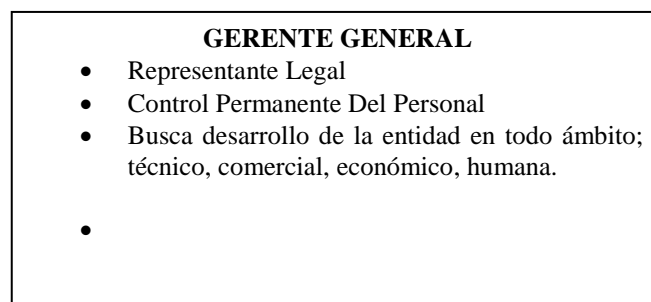 GERENTE GENERAL
• Representante Legal
• Control Permanente Del Personal
• Busca desarrollo de la entidad en todo ámbito;
técnico, comercial, económico, humana.
•